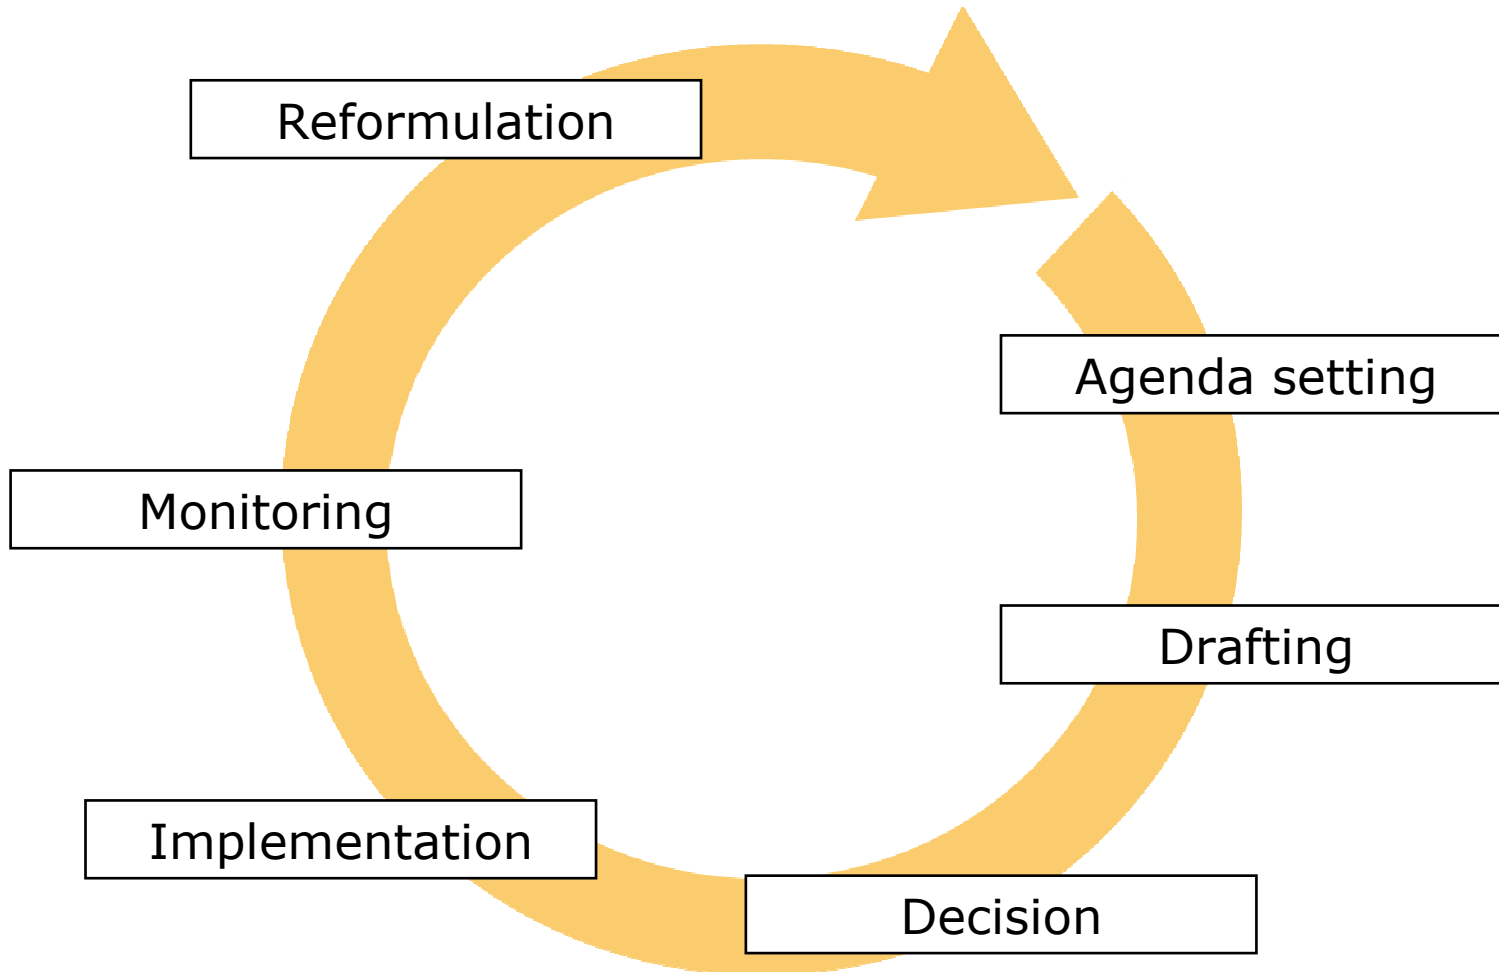 Reformulation
Agenda setting
Monitoring
Drafting
Implementation
Decision